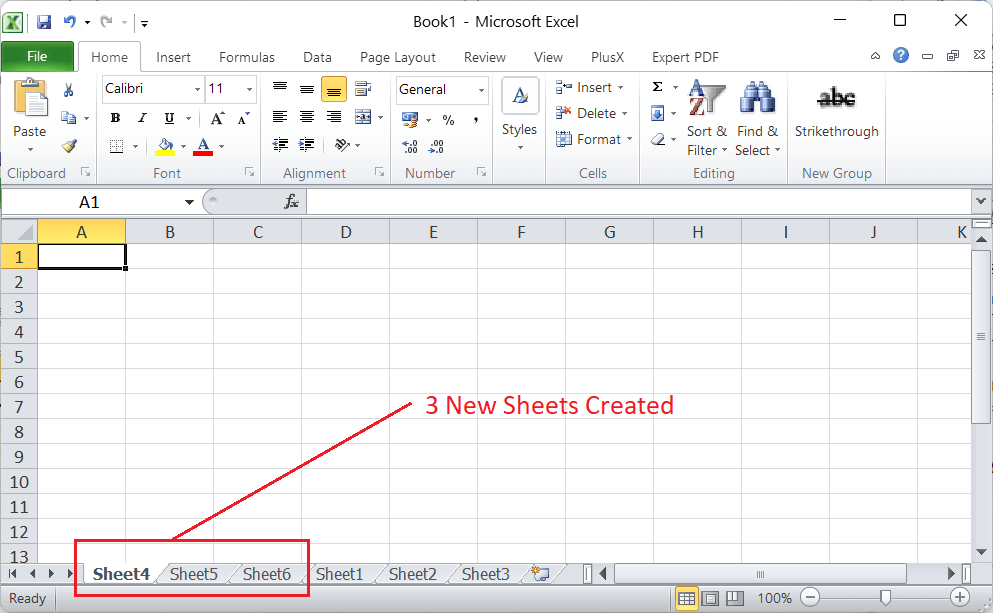 Book1 - Microsoft Excel
File Home Insert Formulas Data Page Layout Review View PlusX Expert PDF
Calibri 11 General Insert Σ
Paste B I U % , Styles Delete Sort & Filter Find & Select abc Strikethrough
A Format
Clipboard Font Alignment Number Cells Editing New Group
A1 fx
A B C D E F G H I J K
1
2
3
4
5
6
7 3 New Sheets Created
8
9
10
11
12
13
Sheet4 Sheet5 Sheet6 Sheet1 Sheet2 Sheet3
Ready 100%